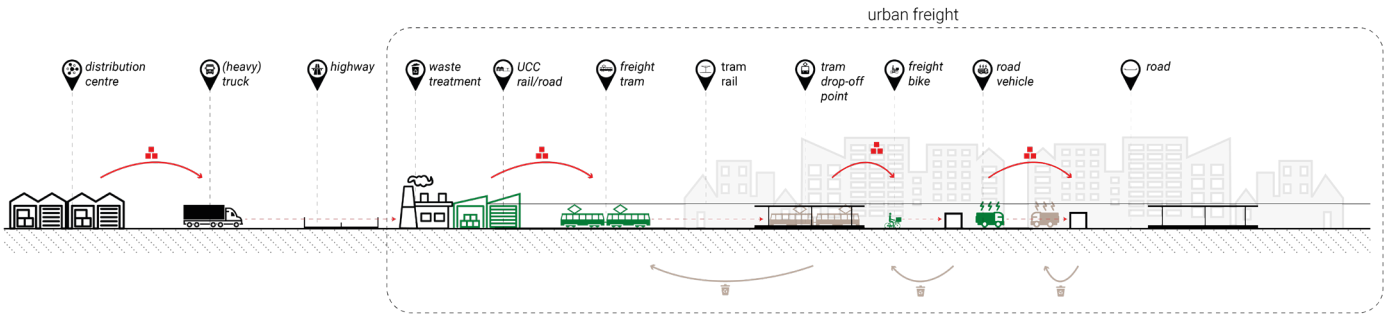 urban freight
distribution
centre
(heavy)
truck
highway
waste
treatment
UCC
rail/road
freight
tram
tram
rail
tram
drop-off
point
freight
bike
road
vehicle
road